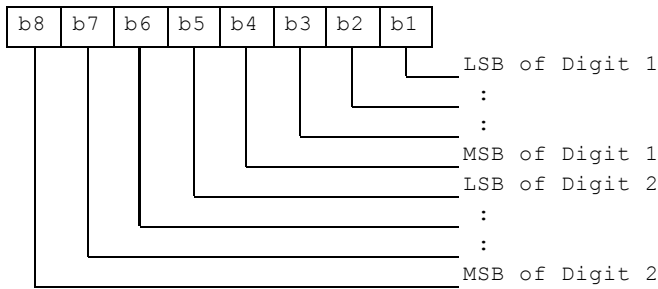 b8 b7 b6 b5 b4 b3 b2 b1
LSB of Digit 1
:
:
MSB of Digit 1
LSB of Digit 2
:
:
MSB of Digit 2